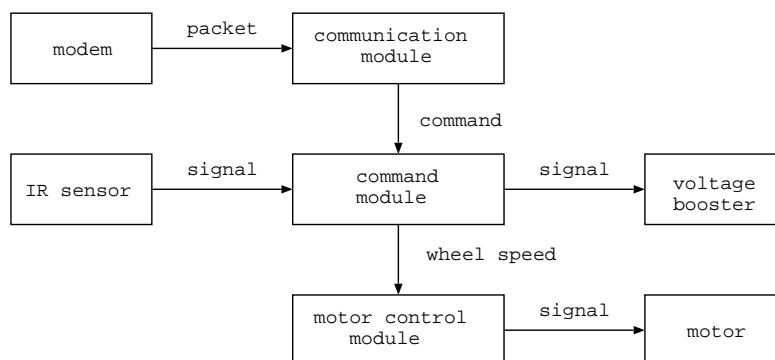 modem
packet
communication
module
command
IR sensor
signal
command
module
signal
voltage
booster
wheel speed
motor control
module
signal
motor